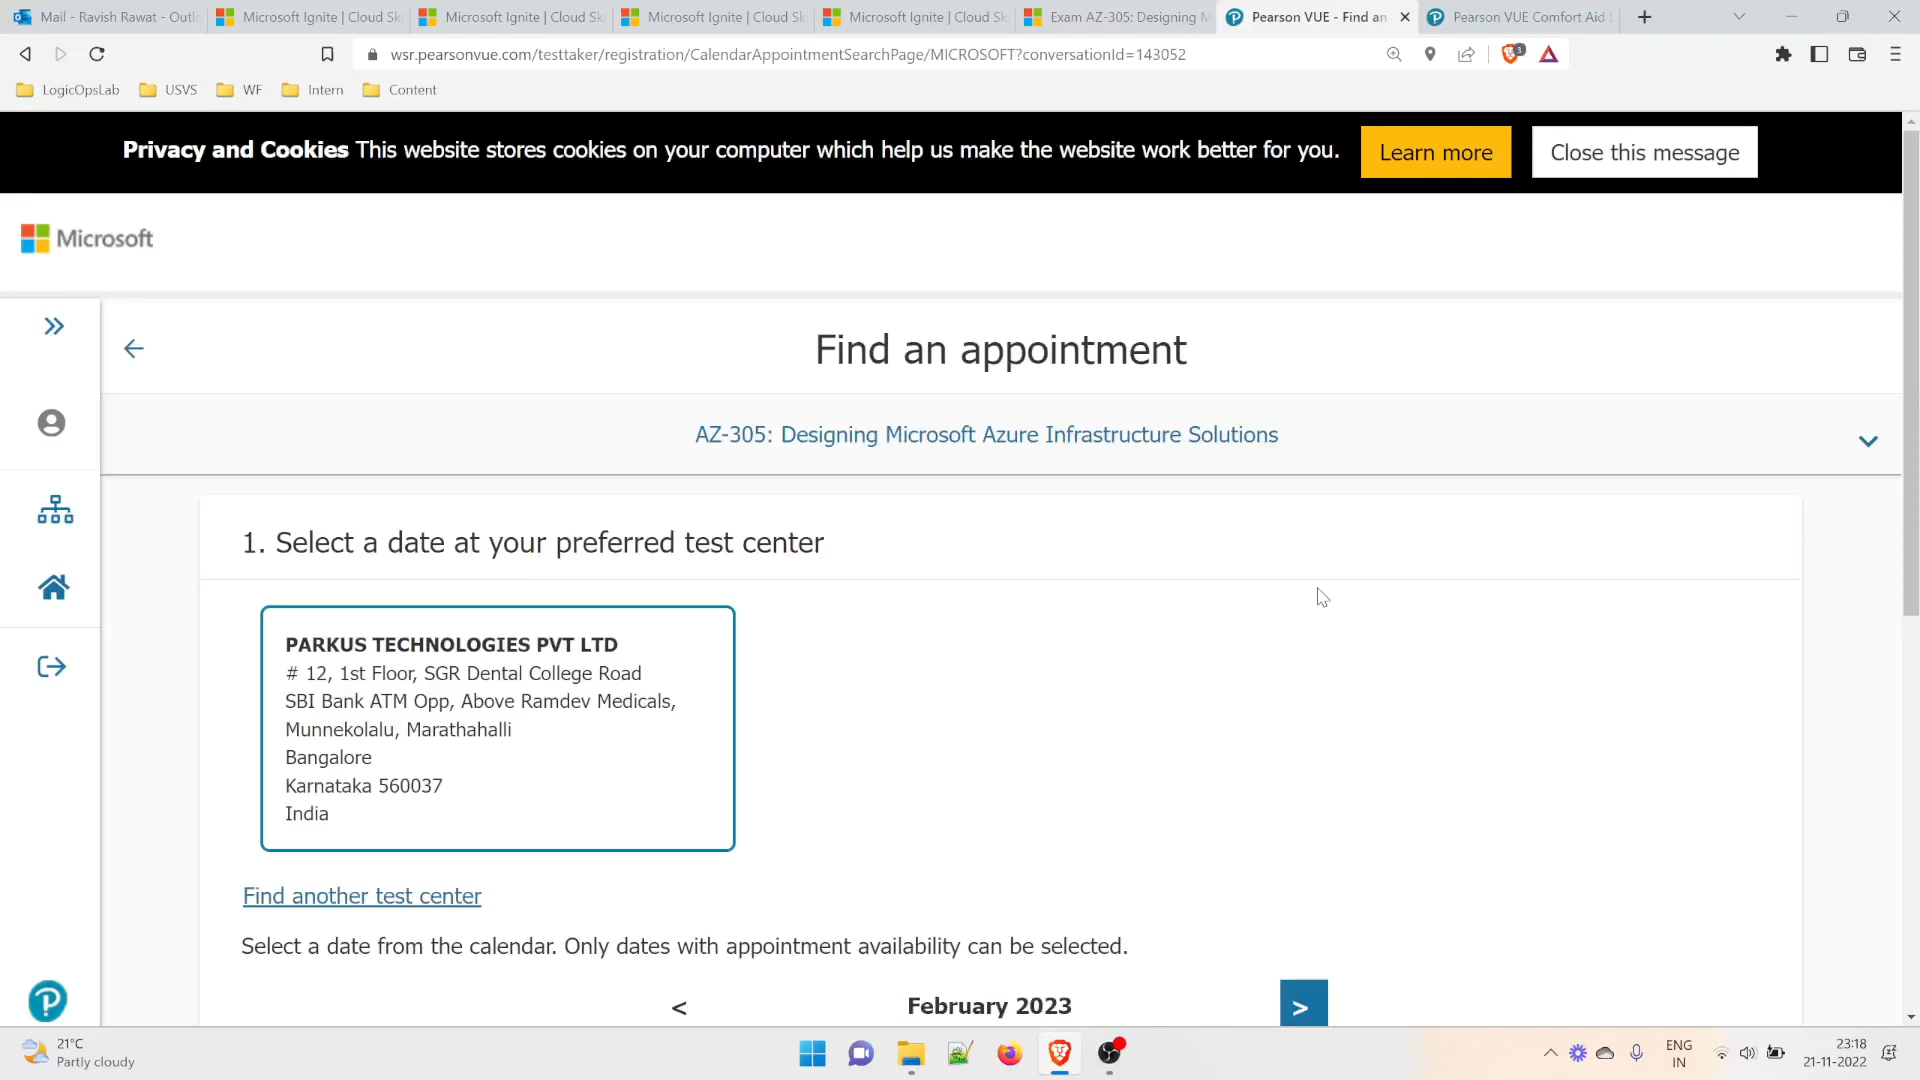 Mail - Ravish Rawat - Outlo
Microsoft Ignite | Cloud Ski
Microsoft Ignite | Cloud Sk
Microsoft Ignite | Cloud Sk
Microsoft Ignite | Cloud Sk
Exam AZ-305: Designing M
Pearson VUE - Find an
Pearson VUE Comfort Aid
wsr.pearsonvue.com/testtaker/registration/CalendarAppointmentSearchPage/MICROSOFT?conversationId=143052
3
LogicOpsLab
USVS
WF
Intern
Content
Privacy and Cookies This website stores cookies on your computer which help us make the website work better for you.
Learn more
Close this message
Microsoft
Find an appointment
AZ-305: Designing Microsoft Azure Infrastructure Solutions
1. Select a date at your preferred test center
PARKUS TECHNOLOGIES PVT LTD
# 12, 1st Floor, SGR Dental College Road
SBI Bank ATM Opp, Above Ramdev Medicals,
Munnekolalu, Marathahalli
Bangalore
Karnataka 560037
India
Find another test center
Select a date from the calendar. Only dates with appointment availability can be selected.
<
February 2023
>
21°C
Partly cloudy
ENG
IN
23:18
21-11-2022